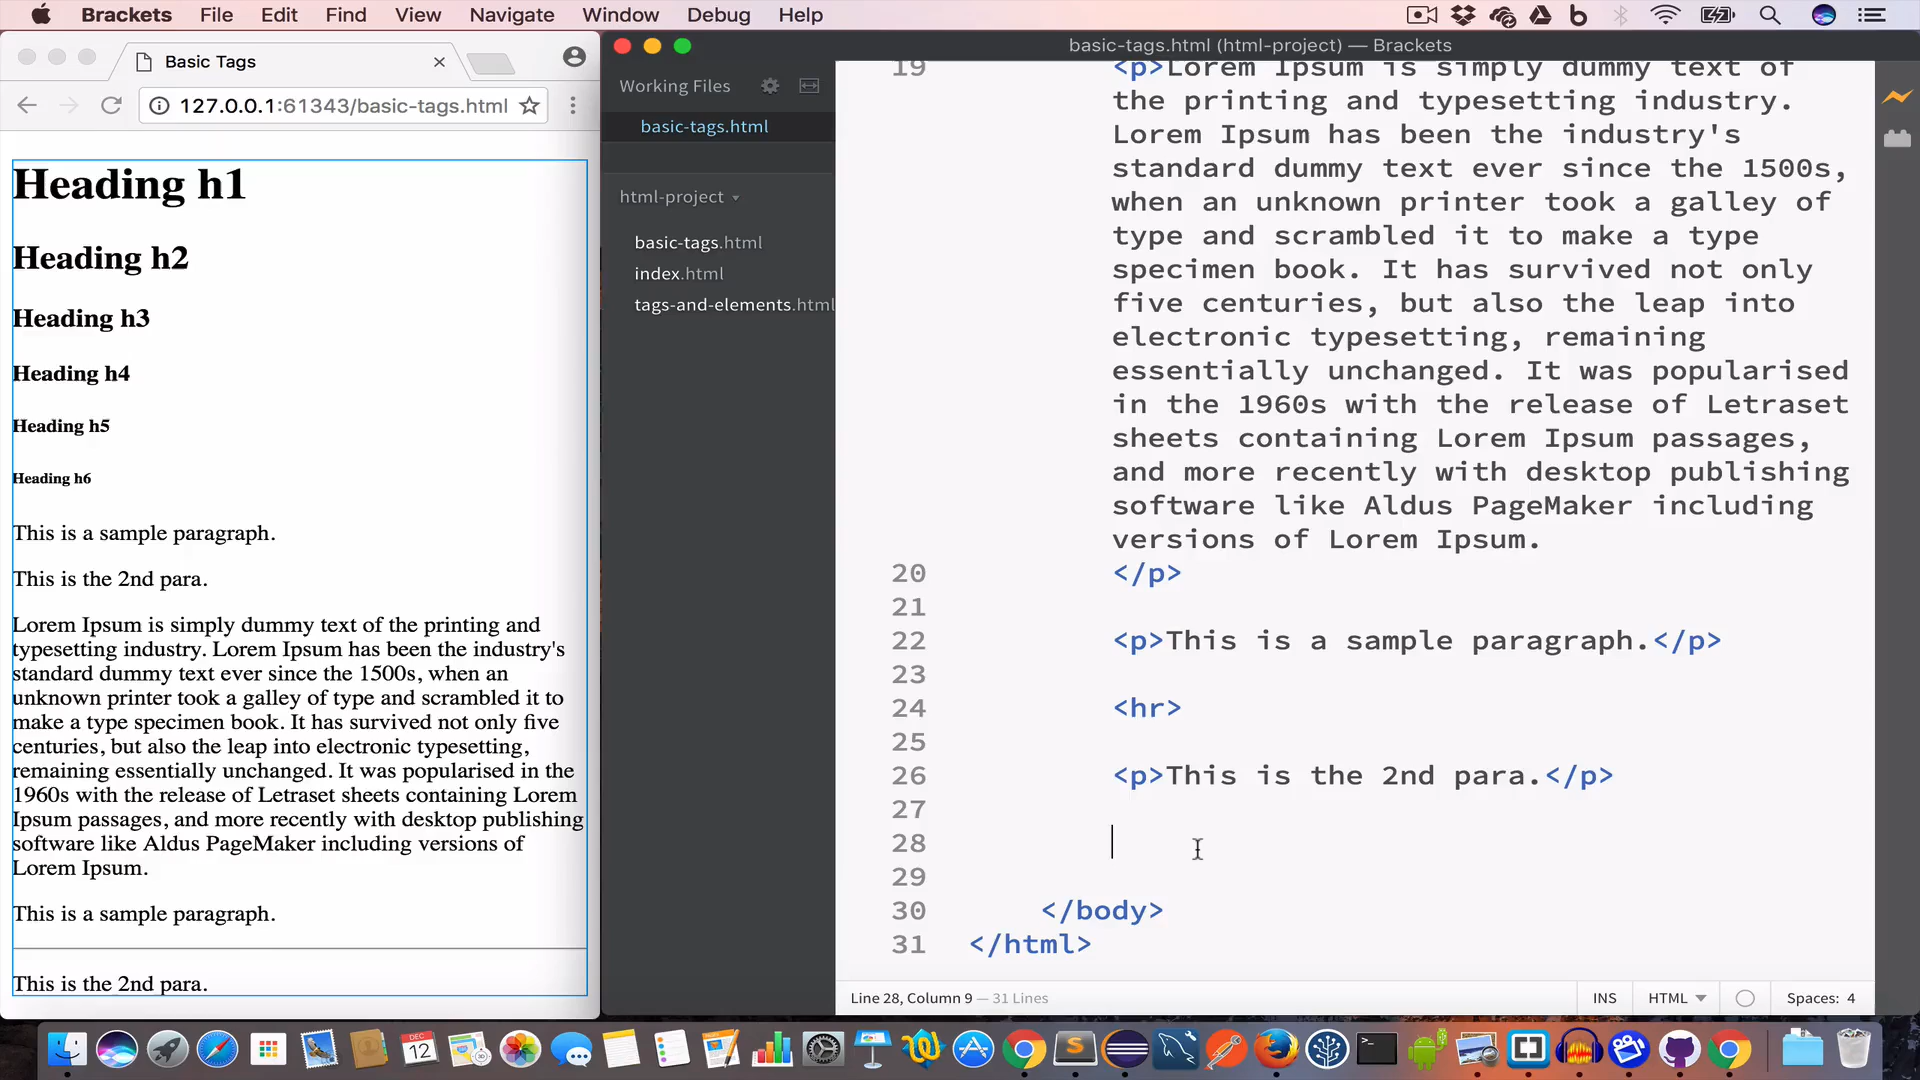 Brackets File Edit Find View Navigate Window Debug Help
Basic Tags
127.0.0.1:61343/basic-tags.html
Heading h1
Heading h2
Heading h3
Heading h4
Heading h5
Heading h6
This is a sample paragraph.
This is the 2nd para.
Lorem Ipsum is simply dummy text of the printing and
typesetting industry. Lorem Ipsum has been the industry's
standard dummy text ever since the 1500s, when an
unknown printer took a galley of type and scrambled it to
make a type specimen book. It has survived not only five
centuries, but also the leap into electronic typesetting,
remaining essentially unchanged. It was popularised in the
1960s with the release of Letraset sheets containing Lorem
Ipsum passages, and more recently with desktop publishing
software like Aldus PageMaker including versions of
Lorem Ipsum.
This is a sample paragraph.
This is the 2nd para.
basic-tags.html (html-project) — Brackets
Working Files
basic-tags.html
html-project
basic-tags.html
index.html
tags-and-elements.html
19 <p>Lorem Ipsum is simply dummy text of
the printing and typesetting industry.
Lorem Ipsum has been the industry's
standard dummy text ever since the 1500s,
when an unknown printer took a galley of
type and scrambled it to make a type
specimen book. It has survived not only
five centuries, but also the leap into
electronic typesetting, remaining
essentially unchanged. It was popularised
in the 1960s with the release of Letraset
sheets containing Lorem Ipsum passages,
and more recently with desktop publishing
software like Aldus PageMaker including
versions of Lorem Ipsum.
20 </p>
21
22 <p>This is a sample paragraph.</p>
23
24 <hr>
25
26 <p>This is the 2nd para.</p>
27
28
29
30 </body>
31 </html>
Line 28, Column 9 — 31 Lines
INS HTML Spaces: 4
DEC
12